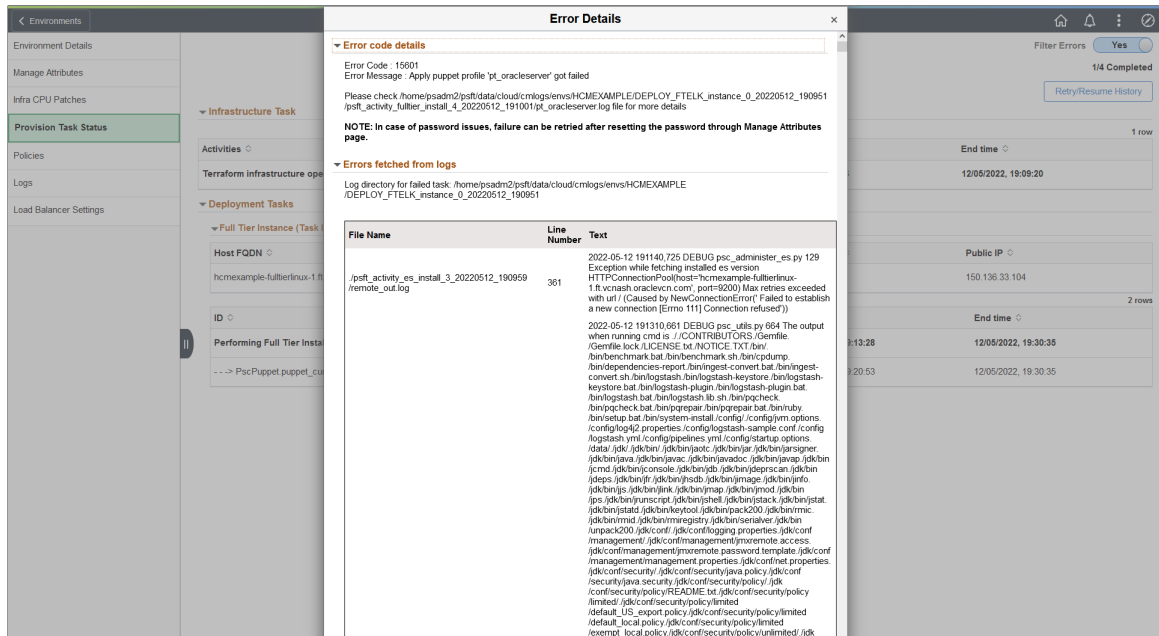 Environments
Error Details
×
Environment Details
Manage Attributes
Infra CPU Patches
Provision Task Status
Policies
Logs
Load Balancer Settings
Filter Errors Yes
1/4 Completed
Retry/Resume History
Infrastructure Task
1 row
Activities
End time
Terraform infrastructure ope
12/05/2022, 19:09:20
Deployment Tasks
Full Tier Instance (Task
Host FQDN
Public IP
hcmexample-fulltierlinux-1.ft
150.136.33.104
2 rows
ID
End time
Performing Full Tier Insta
9:13:28
12/05/2022, 19:30:35
- - -> PscPuppet.puppet_cu
9:20:53
12/05/2022, 19:30:35
Error code details
Error Code : 15601
Error Message : Apply puppet profile 'pt_oracleserver' got failed
Please check /home/psadm2/psft/data/cloud/cmlogs/envs/HCMEXAMPLE/DEPLOY_FTELK_instance_0_20220512_190951
/psft_activity_fulltier_install_4_20220512_191001/pt_oracleserver.log file for more details
NOTE: In case of password issues, failure can be retried after resetting the password through Manage Attributes
page.
Errors fetched from logs
Log directory for failed task: /home/psadm2/psft/data/cloud/cmlogs/envs/HCMEXAMPLE
/DEPLOY_FTELK_instance_0_20220512_190951
File Name
Line
Number
Text
./psft_activity_es_install_3_20220512_190959
/remote_out.log
361
2022-05-12 191140,725 DEBUG psc_administer_es.py 129
Exception while fetching installed es version
HTTPConnectionPool(host='hcmexample-fulltierlinux-
1.ft.vcnash.oraclevcn.com', port=9200) Max retries exceeded
with url / (Caused by NewConnectionError(' Failed to establish
a new connection [Errno 111] Connection refused'))
2022-05-12 191310,661 DEBUG psc_utils.py 664 The output
when running cmd is ././CONTRIBUTORS./Gemfile.
/Gemfile.lock./LICENSE.txt./NOTICE.TXT./bin/.
/bin/benchmark.bat./bin/benchmark.sh./bin/cpdump.
/bin/dependencies-report./bin/ingest-convert.bat./bin/ingest-
convert.sh./bin/logstash./bin/logstash-keystore./bin/logstash-
keystore.bat./bin/logstash-plugin./bin/logstash-plugin.bat.
/bin/logstash.bat./bin/logstash.lib.sh./bin/pqcheck.
/bin/pqcheck.bat./bin/pqrepair./bin/pqrepair.bat./bin/ruby.
/bin/setup.bat./bin/system-install./config/./config/jvm.options.
/config/log4j2.properties./config/logstash-sample.conf./config
/logstash.yml./config/pipelines.yml./config/startup.options.
/data/./jdk/./jdk/bin/./jdk/bin/jaotc./jdk/bin/jar./jdk/bin/jarsigner.
/jdk/bin/java./jdk/bin/javac./jdk/bin/javadoc./jdk/bin/javap./jdk/bin
/jcmd./jdk/bin/jconsole./jdk/bin/jdb./jdk/bin/jdeprscan./jdk/bin
/jdeps./jdk/bin/jfr./jdk/bin/jhsdb./jdk/bin/jimage./jdk/bin/jinfo.
/jdk/bin/jjs./jdk/bin/jlink./jdk/bin/jmap./jdk/bin/jmod./jdk/bin
/jps./jdk/bin/jrunscript./jdk/bin/jshell./jdk/bin/jstack./jdk/bin/jstat.
/jdk/bin/jstatd./jdk/bin/keytool./jdk/bin/pack200./jdk/bin/rmic.
/jdk/bin/rmid./jdk/bin/rmiregistry./jdk/bin/serialver./jdk/bin
/unpack200./jdk/conf/./jdk/conf/logging.properties./jdk/conf
/management/./jdk/conf/management/jmxremote.access.
/jdk/conf/management/jmxremote.password.template./jdk/conf
/management/management.properties./jdk/conf/net.properties.
/jdk/conf/security/./jdk/conf/security/java.policy./jdk/conf
/security/java.security./jdk/conf/security/policy/./jdk
/conf/security/policy/README.txt./jdk/conf/security/policy
/limited/./jdk/conf/security/policy/limited
/default_US_export.policy./jdk/conf/security/policy/limited
/default_local.policy./jdk/conf/security/policy/limited
/exempt_local.policy./jdk/conf/security/policy/unlimited/./jdk